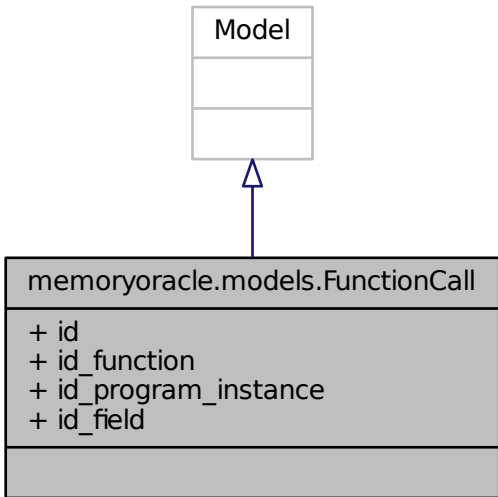 Model
memoryoracle.models.FunctionCall
+ id
+ id_function
+ id_program_instance
+ id_field